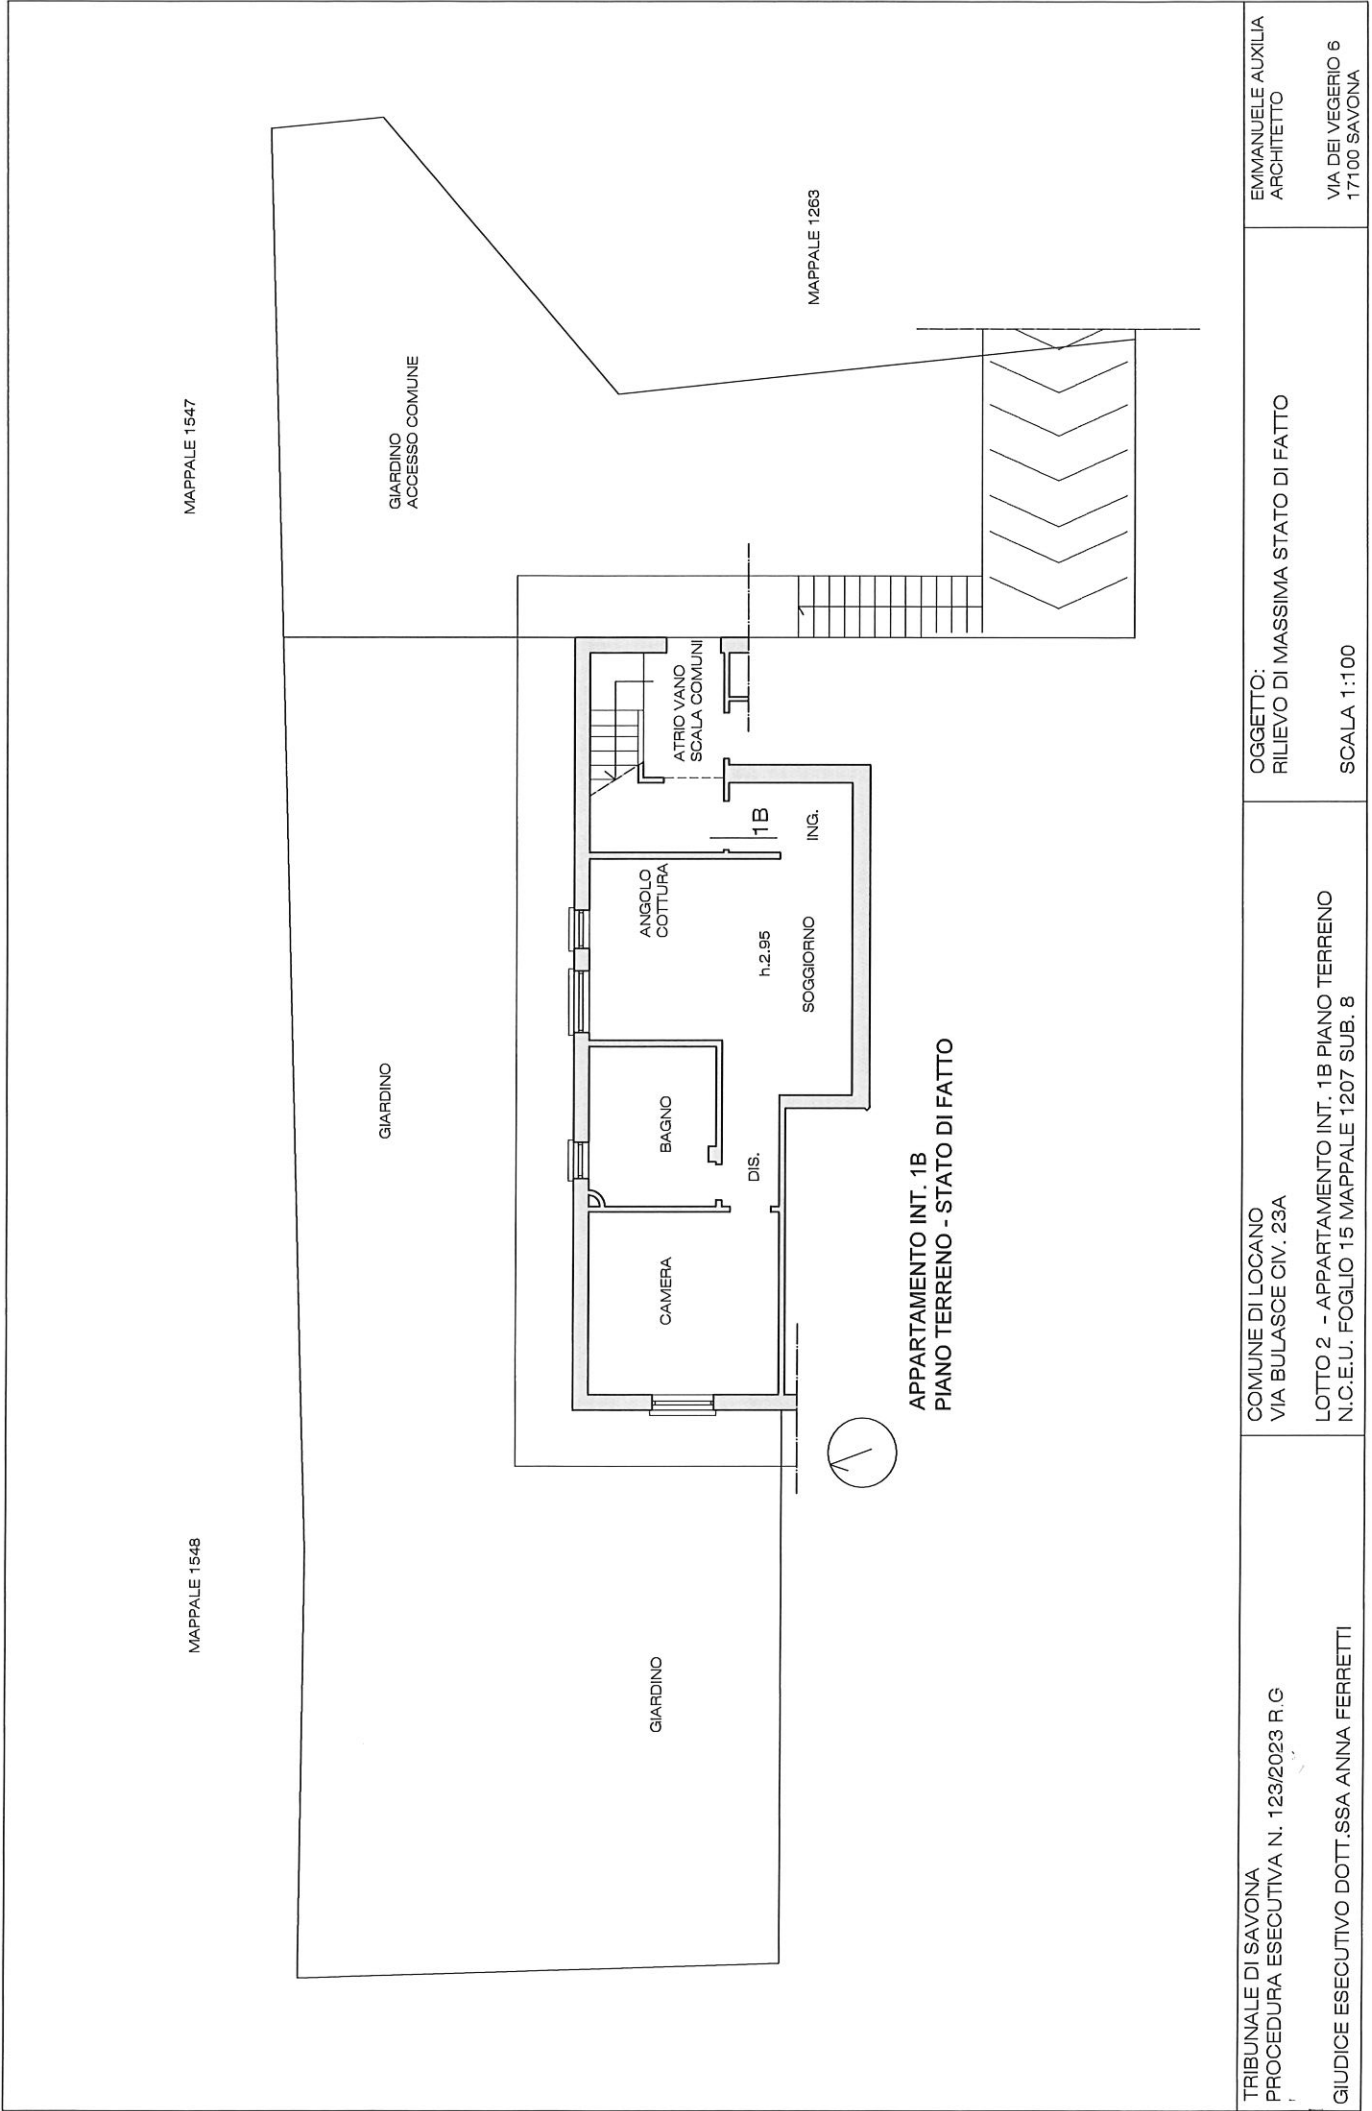 MAPPALE 1548
MAPPALE 1547
GIARDINO
GIARDINO
ACCESSO COMUNE
GIARDINO
MAPPALE 1263
CAMERA
BAGNO
DIS.
ANGOLO
COTTURA
h.2.95
SOGGIORNO
ING.
1B
ATRIO VANO
SCALA COMUNI
APPARTAMENTO INT. 1B
PIANO TERRENO - STATO DI FATTO
TRIBUNALE DI SAVONA
PROCEDURA ESECUTIVA N. 123/2023 R.G
GIUDICE ESECUTIVO DOTT.SSA ANNA FERRETTI
COMUNE DI LOCANO
VIA BULASCE CIV. 23A
LOTTO 2 - APPARTAMENTO INT. 1B PIANO TERRENO
N.C.E.U. FOGLIO 15 MAPPALE 1207 SUB. 8
OGGETTO:
RILIEVO DI MASSIMA STATO DI FATTO
SCALA 1:100
EMMANUELE AUXILIA
ARCHITETTO
VIA DEI VEGERIO 6
17100 SAVONA